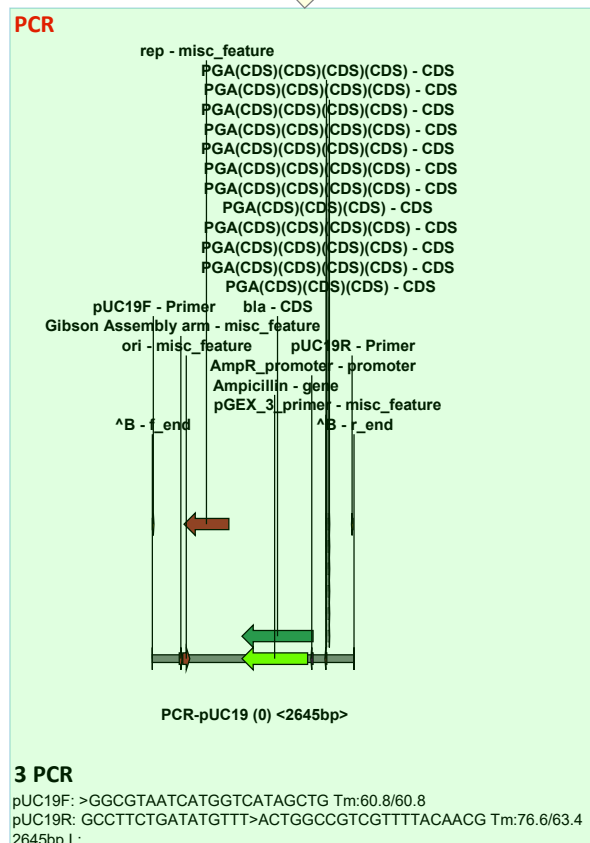 PCR
rep - misc_feature
PGA(CDS)(CDS)(CDS)(CDS) - CDS
PGA(CDS)(CDS)(CDS)(CDS) - CDS
PGA(CDS)(CDS)(CDS)(CDS) - CDS
PGA(CDS)(CDS)(CDS)(CDS) - CDS
PGA(CDS)(CDS)(CDS)(CDS) - CDS
PGA(CDS)(CDS)(CDS)(CDS) - CDS
PGA(CDS)(CDS)(CDS)(CDS) - CDS
PGA(CDS)(CDS)(CDS) - CDS
PGA(CDS)(CDS)(CDS)(CDS) - CDS
PGA(CDS)(CDS)(CDS)(CDS) - CDS
PGA(CDS)(CDS)(CDS)(CDS) - CDS
PGA(CDS)(CDS)(CDS) - CDS
pUC19F - Primer bla - CDS
Gibson Assembly arm - misc_feature
ori - misc_feature pUC19R - Primer
AmpR_promoter - promoter
Ampicillin - gene
pGEX_3_primer - misc_feature
^B - f_end ^B - r_end
PCR-pUC19 (0) <2645bp>
3 PCR
pUC19F: >GGCGTAATCATGGTCATAGCTG Tm:60.8/60.8
pUC19R: GCCTTCTGATATGTTT>ACTGGCCGTCGTTTTACAACG Tm:76.6/63.4
2645bp L: